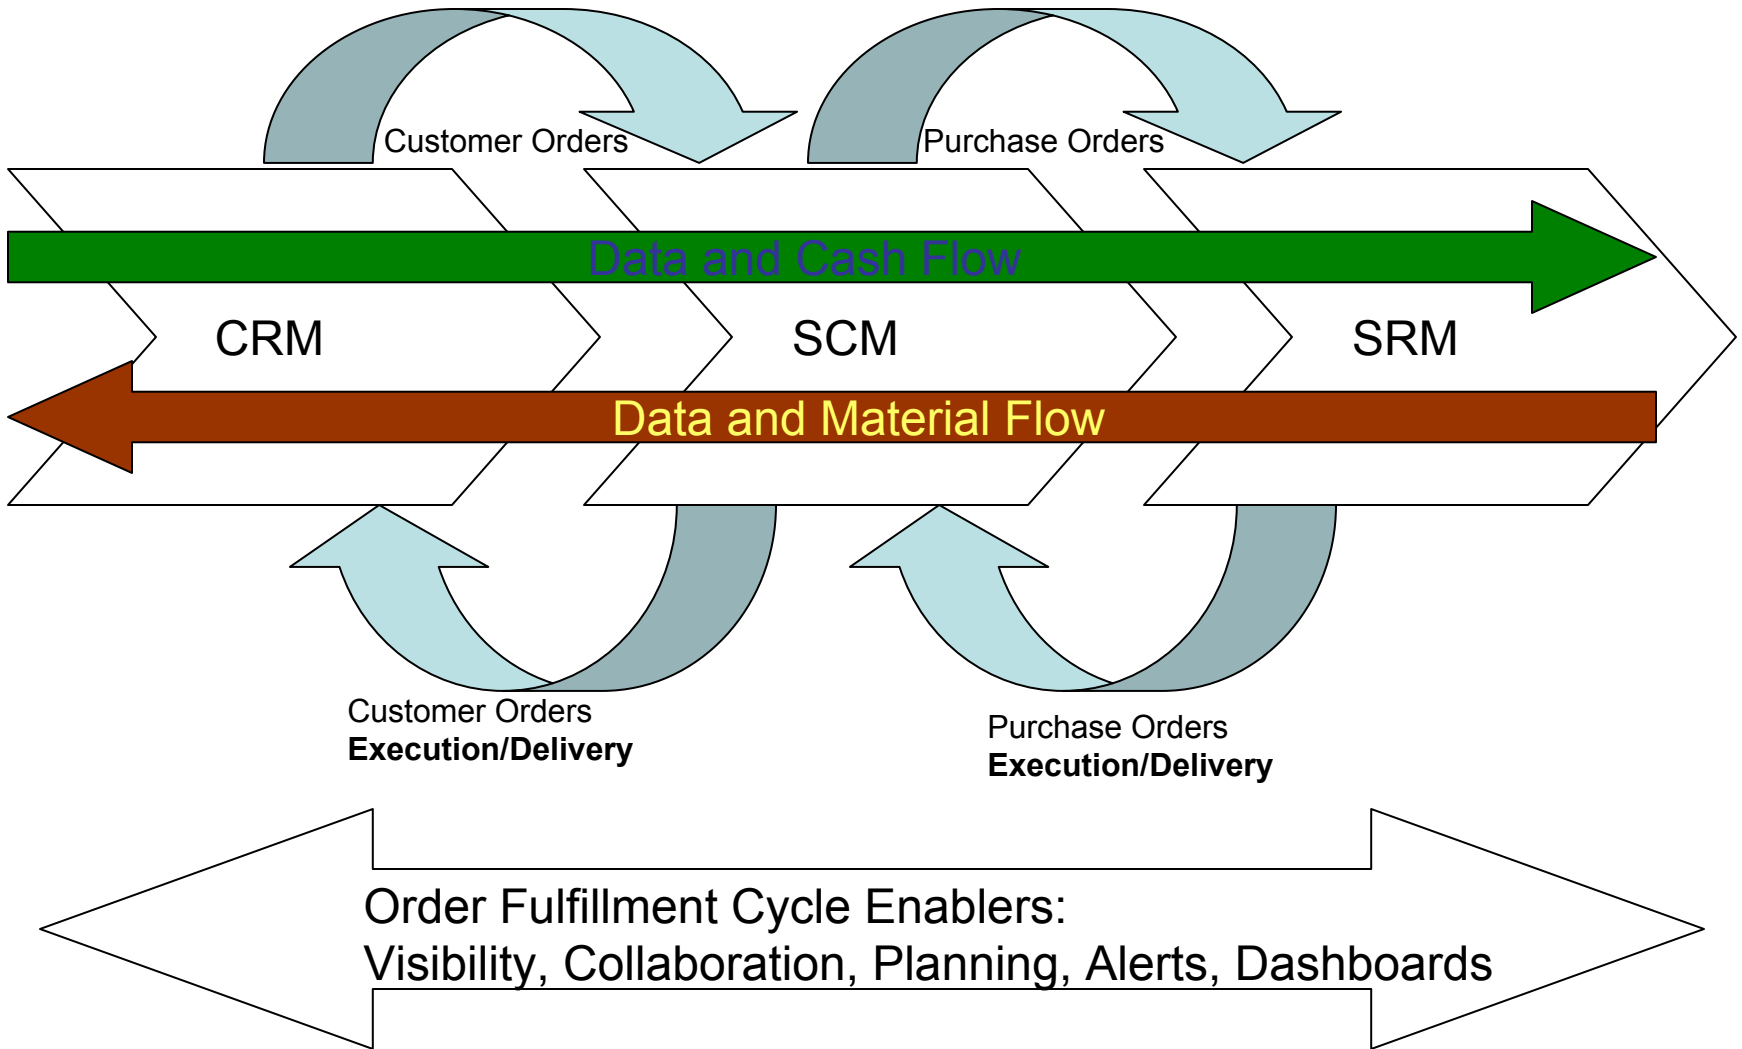 Customer Orders
Purchase Orders
Data and Cash Flow
CRM
SCM
SRM
Data and Material Flow
Customer Orders
Execution/Delivery
Purchase Orders
Execution/Delivery
Order Fulfillment Cycle Enablers:
Visibility, Collaboration, Planning, Alerts, Dashboards